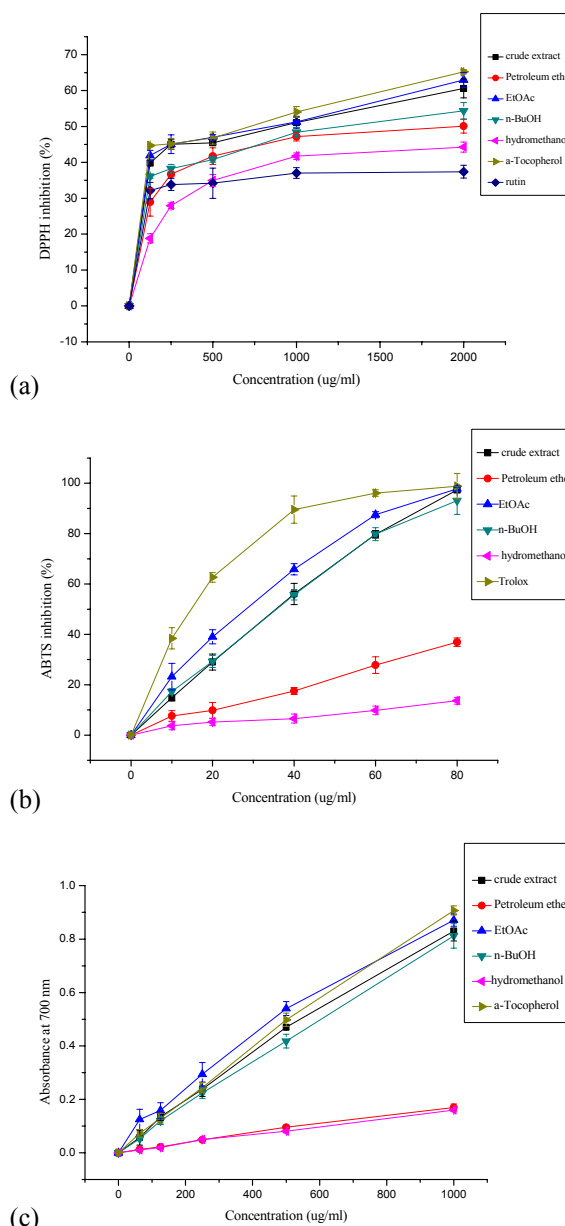 crude extract
Petroleum ethe
EtOAc
n-BuOH
hydromethanol
a-Tocopherol
rutin
70
60
50
40
30
20
10
0
-10
DPPH inhibition (%)
0 500 1000 1500 2000
Concentration (ug/ml)
(a)
crude extract
Petroleum ethe
EtOAc
n-BuOH
hydromethanol
Trolox
100
80
60
40
20
0
ABTS inhibition (%)
0 20 40 60 80
Concentration (ug/ml)
(b)
crude extract
Petroleum ethe
EtOAc
n-BuOH
hydromethanol
a-Tocopherol
1.0
0.8
0.6
0.4
0.2
0.0
Absorbance at 700 nm
0 200 400 600 800 1000
Concentration (ug/ml)
(c)